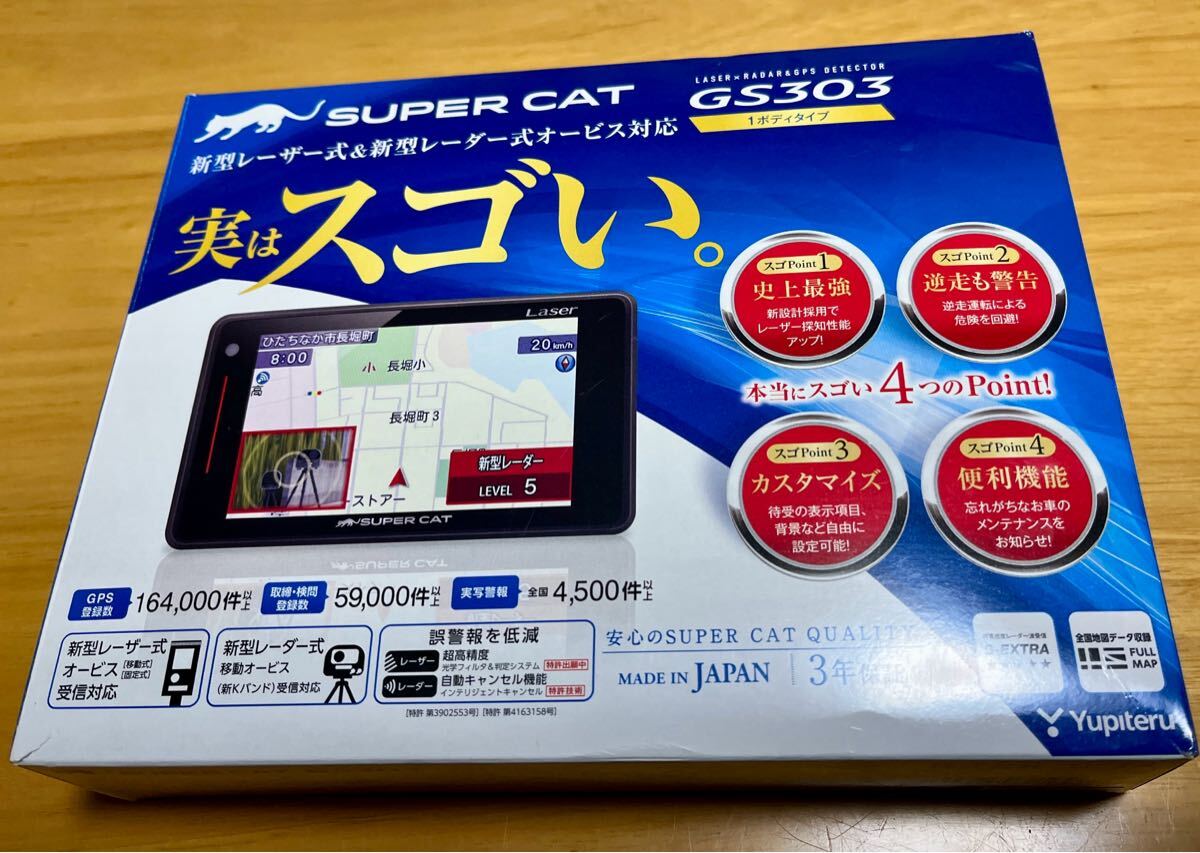 SUPER CAT
LASER×RADAR&GPS DETECTOR
GS303
1ボディタイプ
新型レーザー式&新型レーダー式オービス対応
実はスゴい。
スゴPoint1
史上最強
新設計採用で
レーザー探知性能
アップ!
スゴPoint2
逆走も警告
逆走運転による
危険を回避!
本当にスゴい4つのPoint!
スゴPoint3
カスタマイズ
待受の表示項目、
背景など自由に
設定可能!
スゴPoint4
便利機能
忘れがちなお車の
メンテナンスを
お知らせ!
Laser
ひたちなか市長堀町
8:00
20km/h
高
小 長堀小
長堀町3
新型レーダー
LEVEL 5
ーストアー
SUPER CAT
GPS
登録数
164,000件以上
取締・検問
登録数
59,000件以上
実写警報
全国4,500件以上
新型レーザー式
オービス[移動式][固定式]
受信対応
新型レーダー式
移動オービス
(新Kバンド)受信対応
誤警報を低減
レーザー
超高精度
光学フィルタ&判定システム 特許出願中
レーダー
自動キャンセル機能
インテリジェントキャンセル 特許技術
[特許 第3902553号] [特許 第4163158号]
安心のSUPER CAT QUALITY
MADE IN JAPAN
3年保証
EXTRA
全国地図データ収録
FULL
MAP
Yupiteru